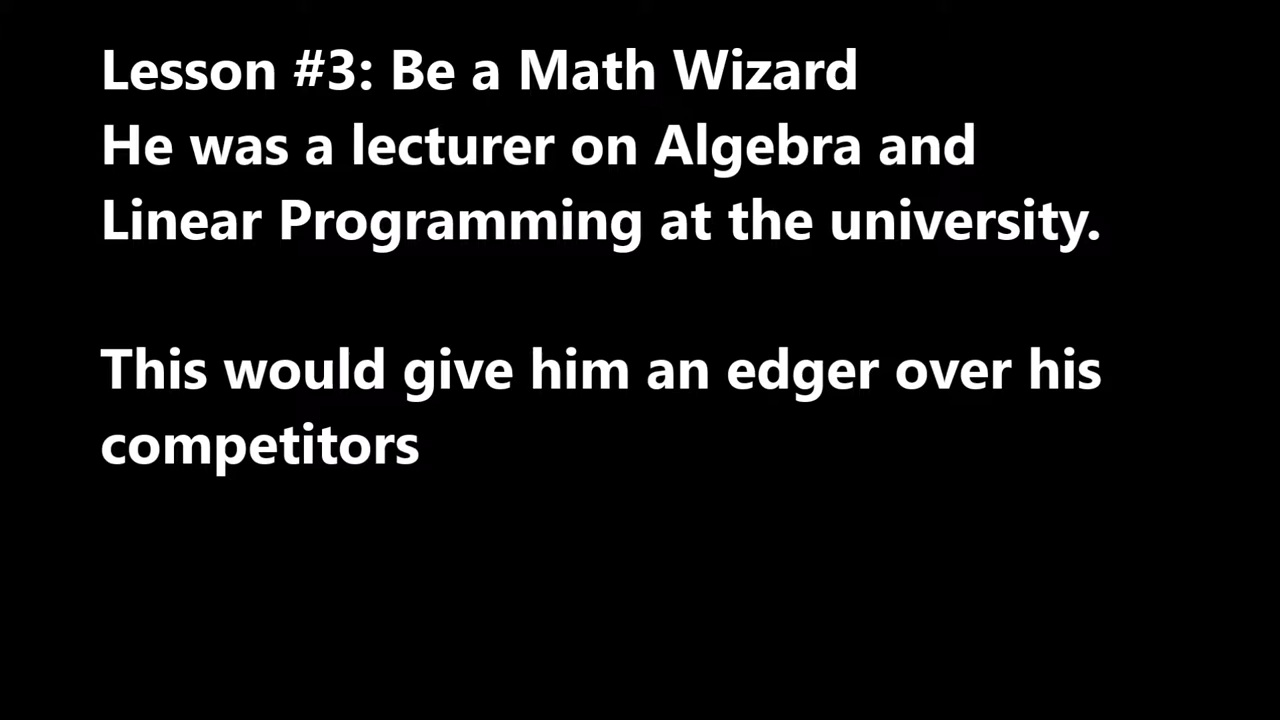 Lesson #3: Be a Math Wizard
He was a lecturer on Algebra and
Linear Programming at the university.
This would give him an edger over his
competitors